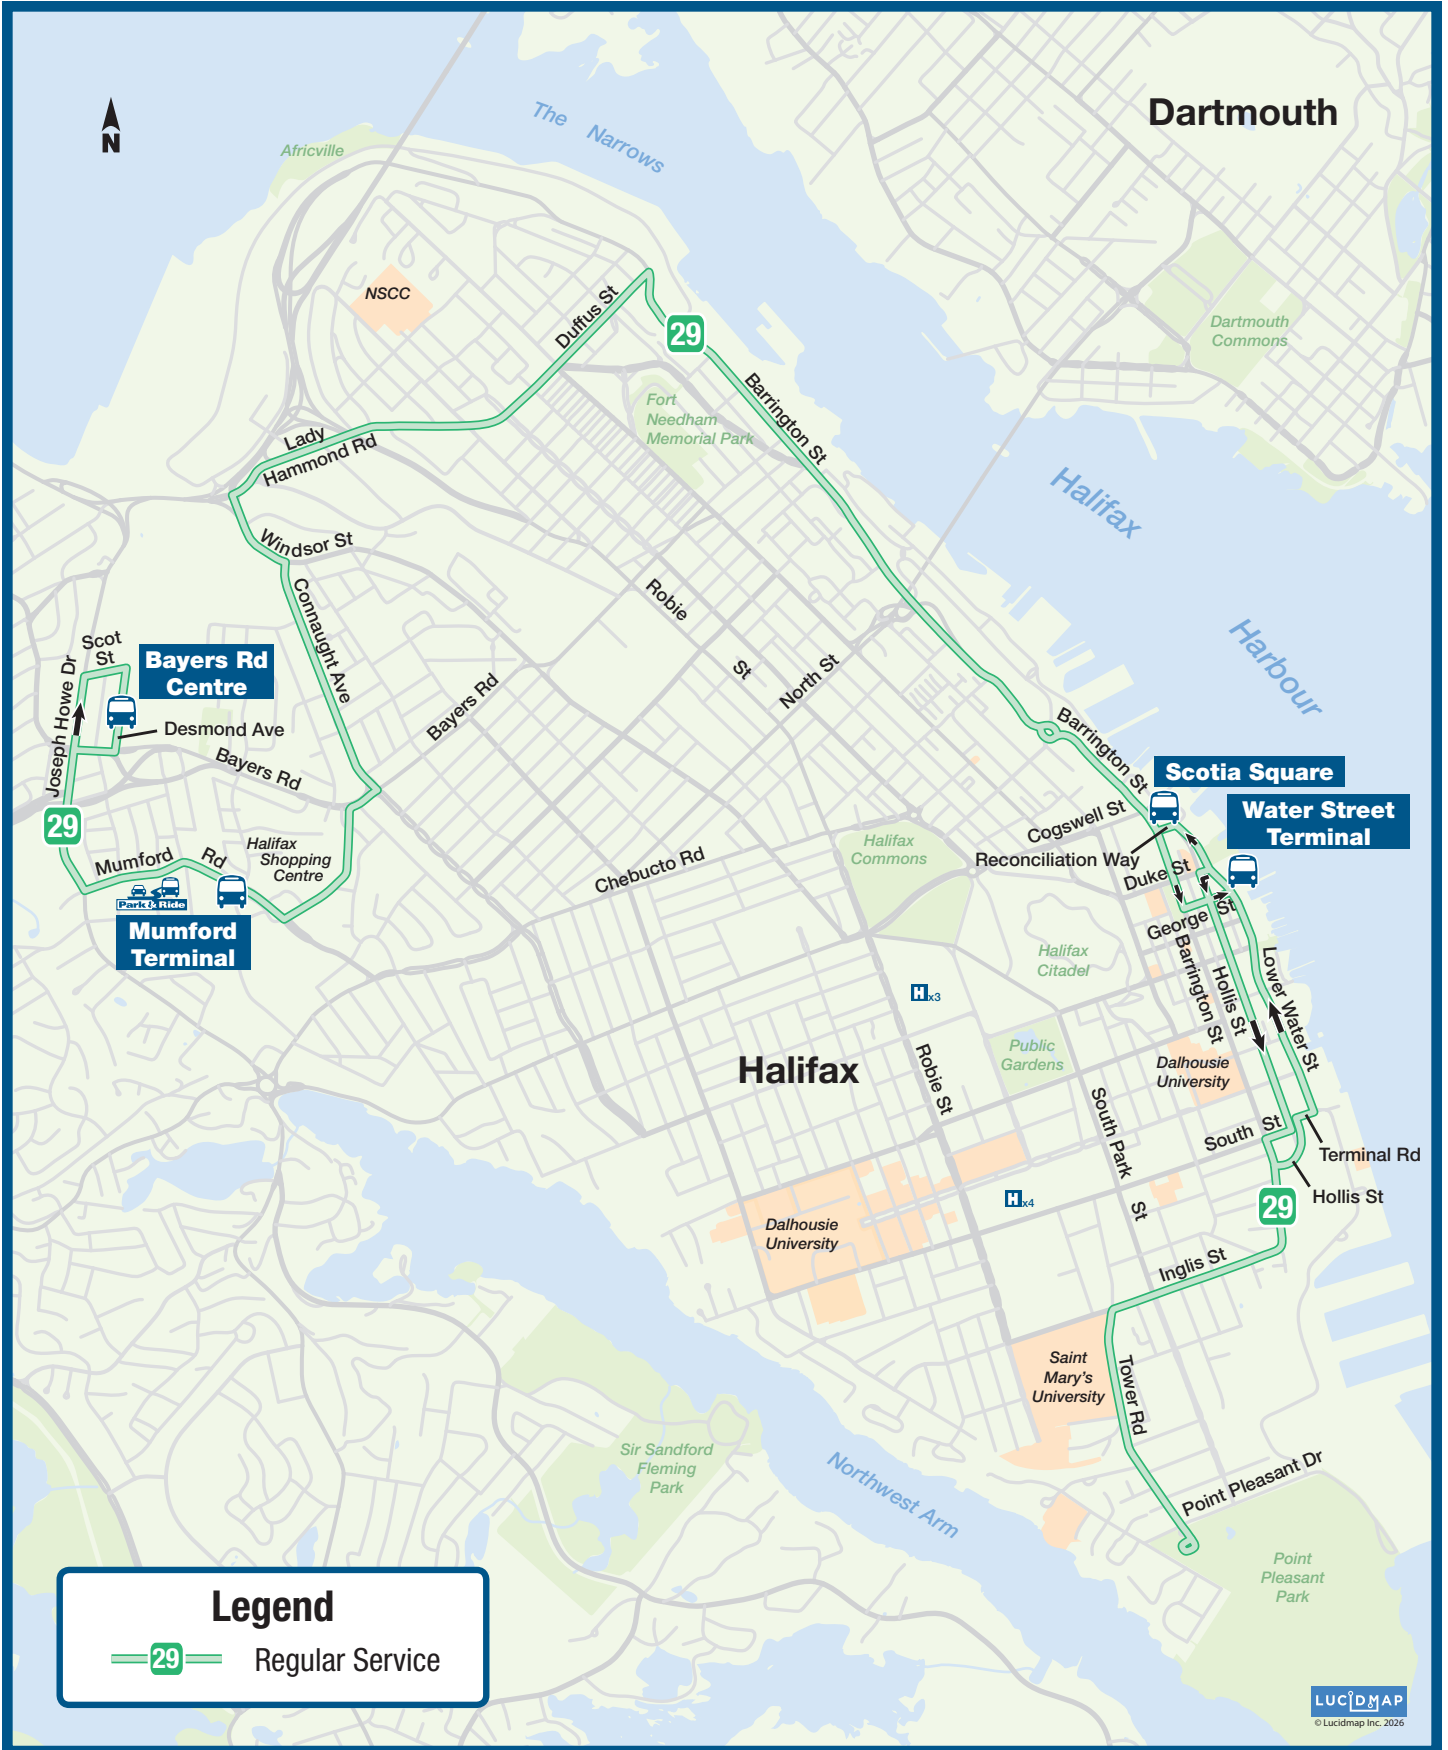 Dartmouth
The Narrows
N
Africville
NSCC
Duffus St
29
Dartmouth
Commons
Fort
Needham
Memorial Park
Barrington St
Lady
Hammond Rd
Halifax
Harbour
Windsor St
Connaught Ave
Robie
St
North St
Bayers Rd
Scot
St
Bayers Rd
Centre
Joseph Howe Dr
Desmond Ave
Bayers Rd
29
Mumford Rd
Halifax
Shopping
Centre
Park & Ride
Mumford
Terminal
Chebucto Rd
Barrington St
Scotia Square
Water Street
Terminal
Cogswell St
Reconciliation Way
Halifax
Commons
Duke St
George St
Halifax
Citadel
Barrington St
Hollis St
Lower Water St
H x3
Halifax
Public
Gardens
Dalhousie
University
Robie St
South Park
St
South St
Terminal Rd
Hollis St
29
H x4
Dalhousie
University
Inglis St
Saint
Mary's
University
Tower Rd
Sir Sandford
Fleming
Park
Northwest Arm
Point Pleasant Dr
Point
Pleasant
Park
Legend
29 Regular Service
LUCIDMAP
© Lucidmap Inc. 2026